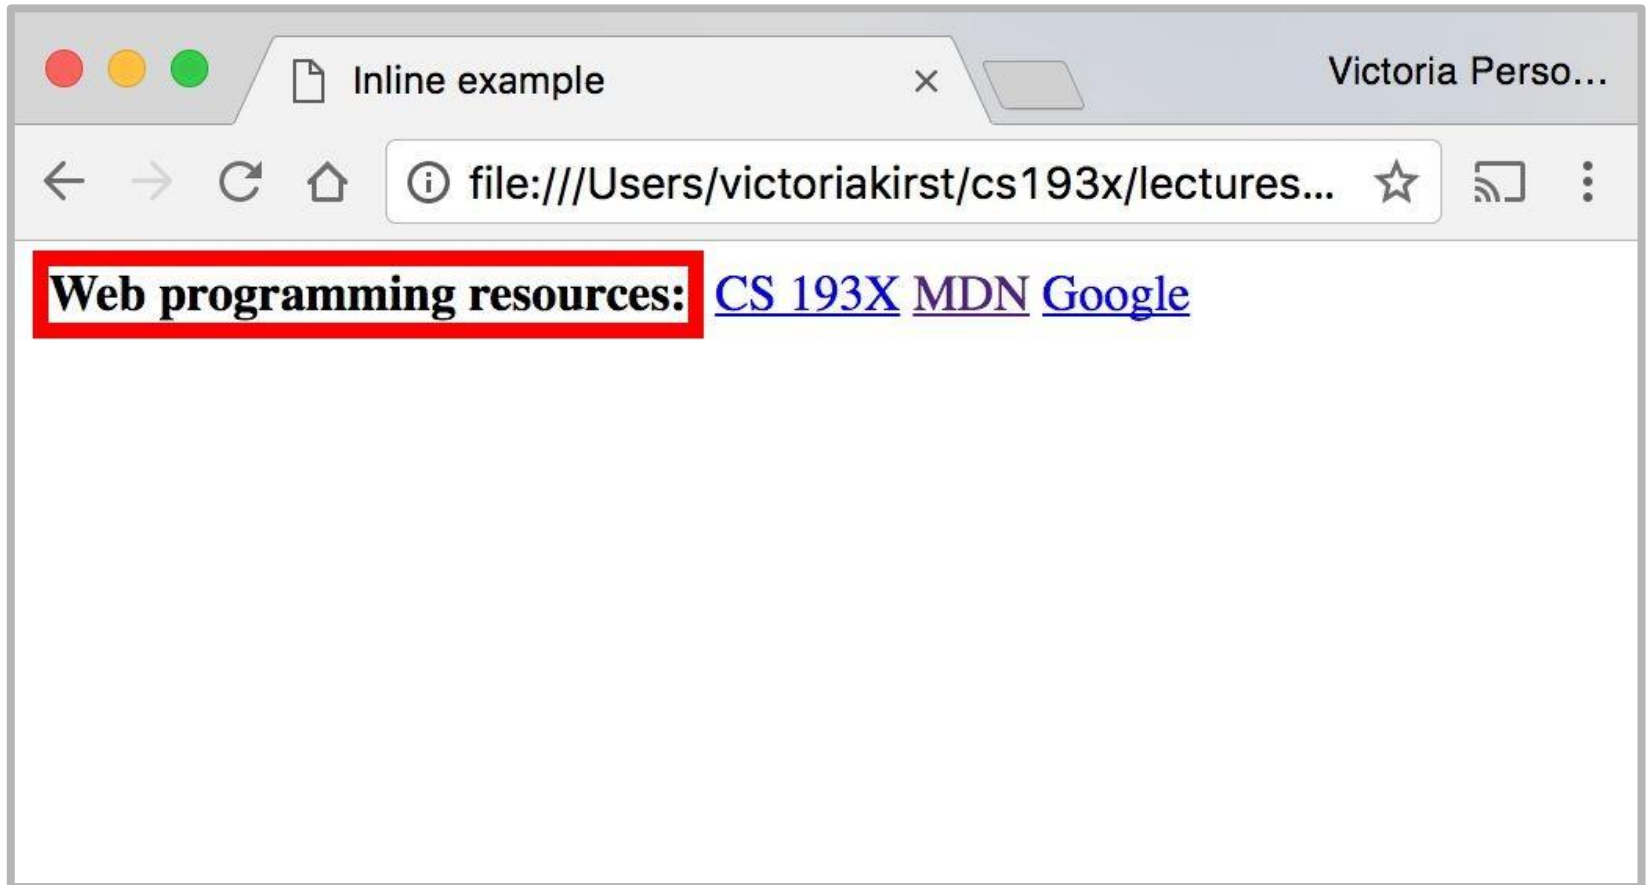 Inline example
Victoria Perso...
file:///Users/victoriakirst/cs193x/lectures...
Web programming resources: CS 193X MDN Google